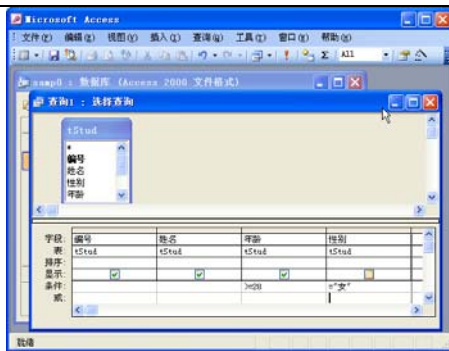 Microsoft Access
文件(F) 编辑(E) 视图(V) 插入(I) 查询(Q) 工具(T) 窗口(W) 帮助(H)
All
samp0 : 数据库 (Access 2000 文件格式)
查询1 : 选择查询
tStud
*
编号
姓名
性别
年龄
字段: 编号 姓名 年龄 性别
表: tStud tStud tStud tStud
排序:
显示:
条件: >=20 ="女"
或:
就绪